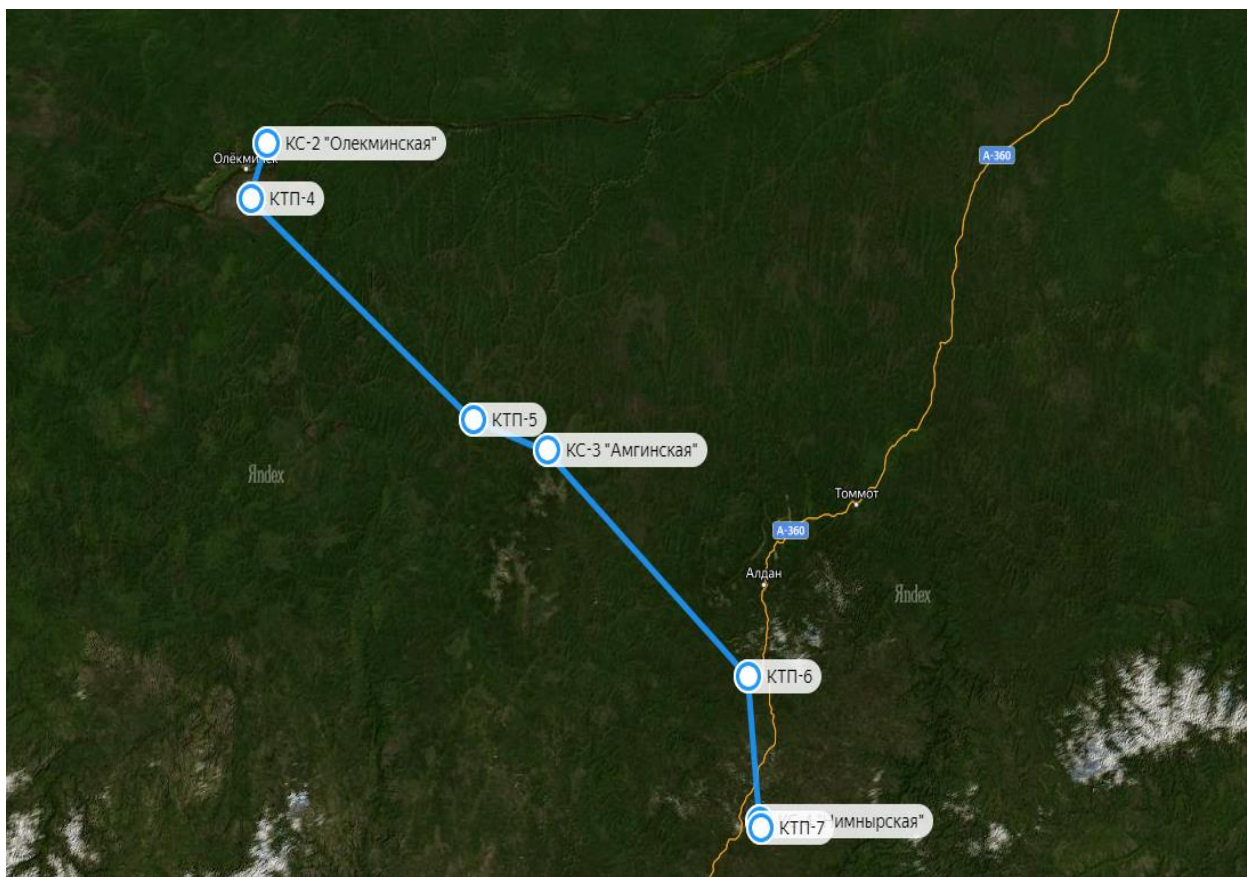 КС-2 "Олекминская"
Олёкминск
КТП-4
А-360
КТП-5
КС-3 "Амгинская"
Яndex
Томмот
А-360
Алдан
Яndex
КТП-6
КТП-7